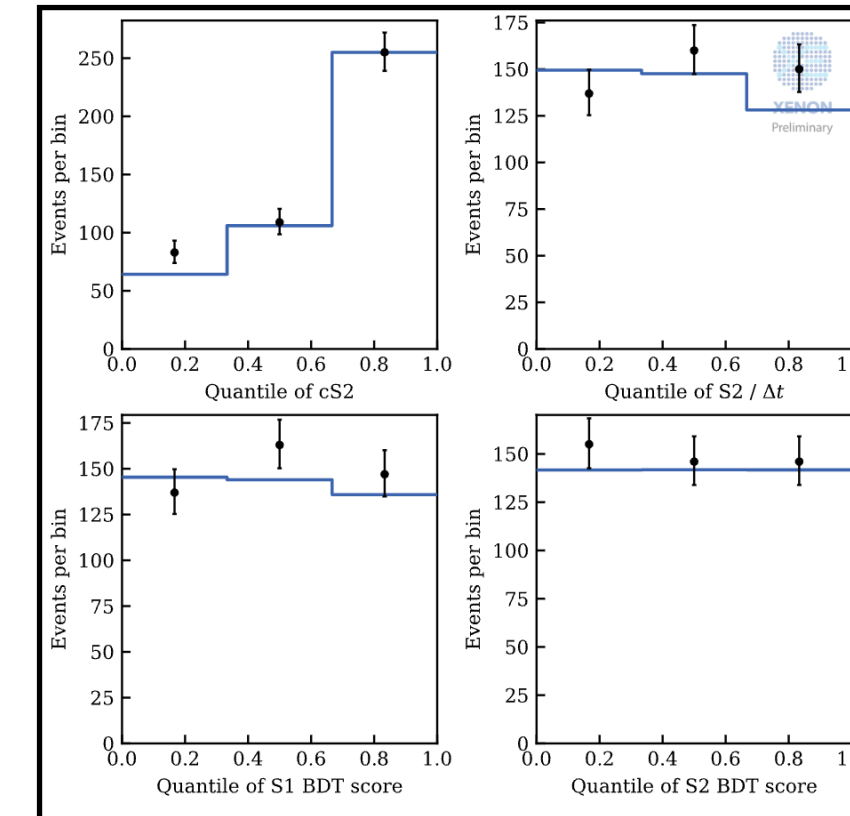 Events per bin
250
200
150
100
50
0
0.0 0.2 0.4 0.6 0.8 1.0
Quantile of cS2
Events per bin
175
150
125
100
75
50
25
0
0.0 0.2 0.4 0.6 0.8 1
Quantile of S2 / Δt
XENON
Preliminary
Events per bin
175
150
125
100
75
50
25
0
0.0 0.2 0.4 0.6 0.8 1.0
Quantile of S1 BDT score
Events per bin
150
125
100
75
50
25
0
0.0 0.2 0.4 0.6 0.8 1
Quantile of S2 BDT score